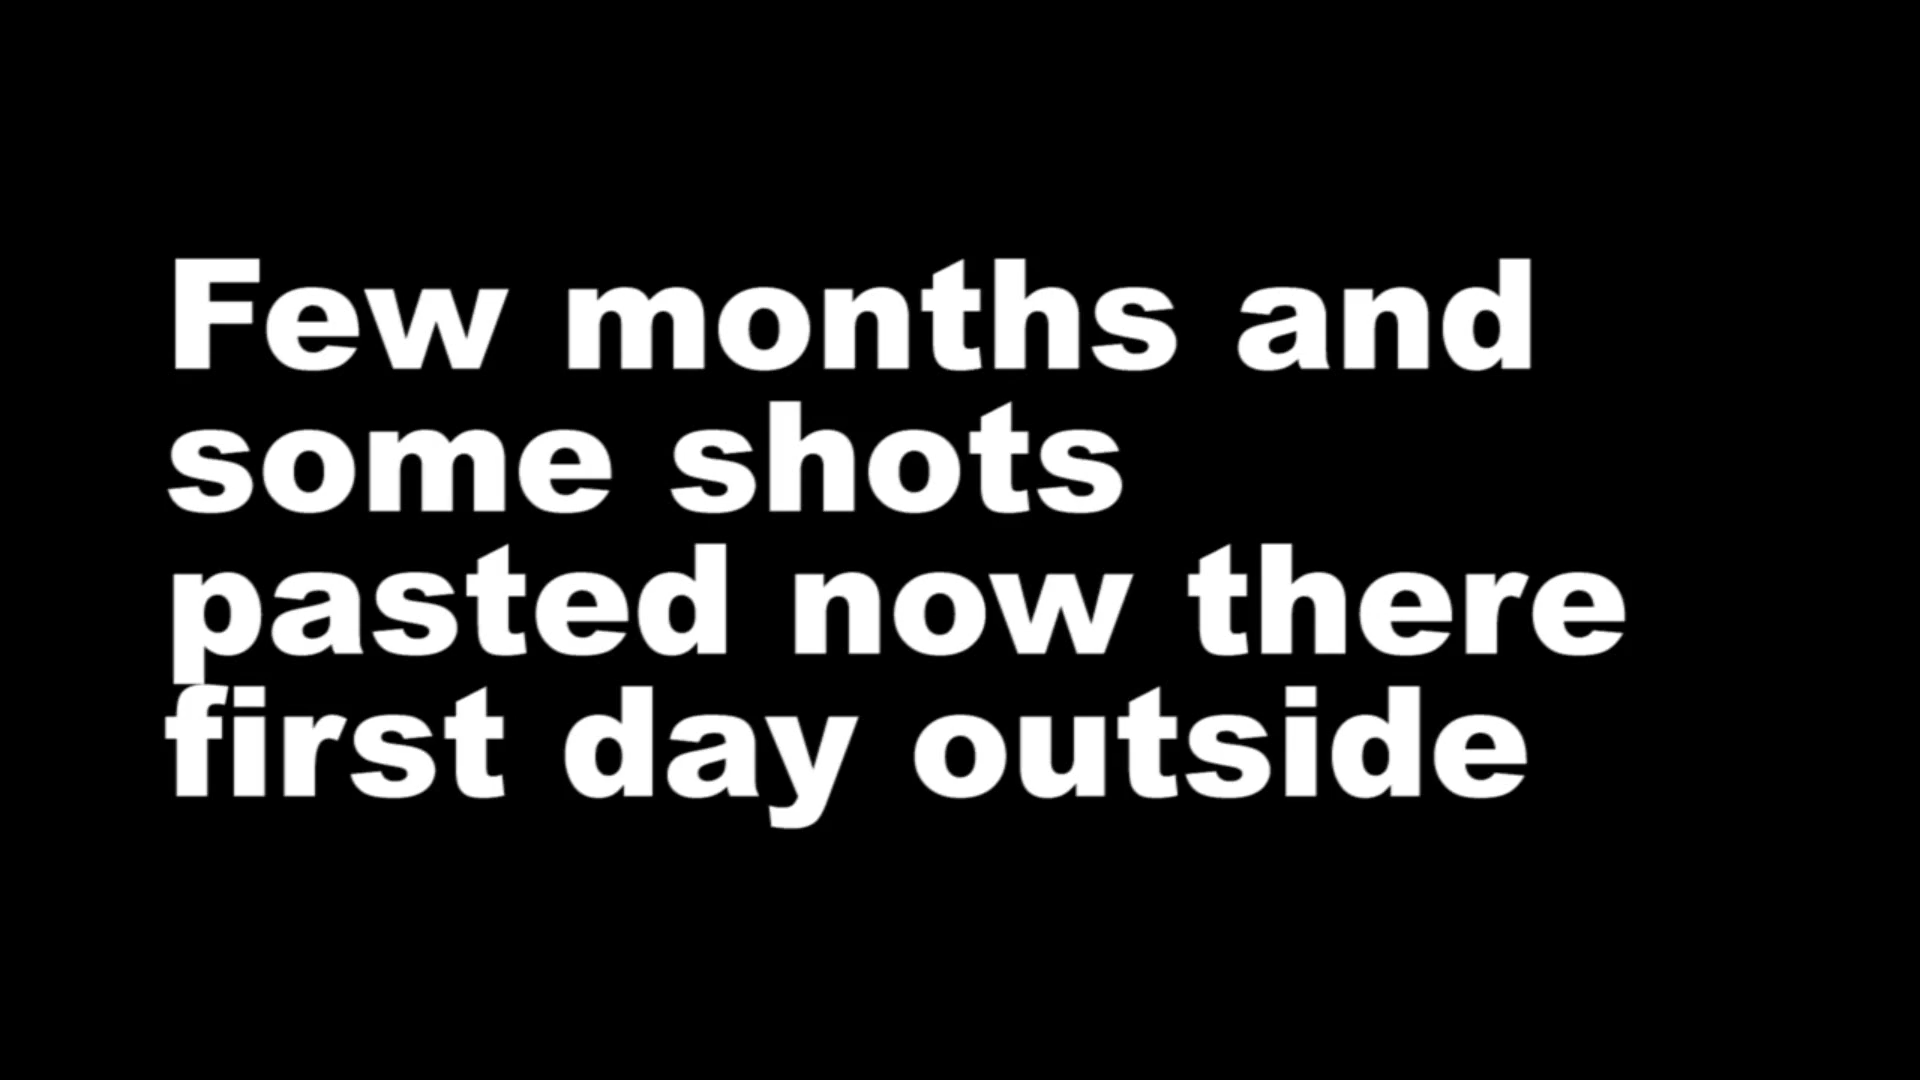 Few months and
some shots
pasted now there
first day outside